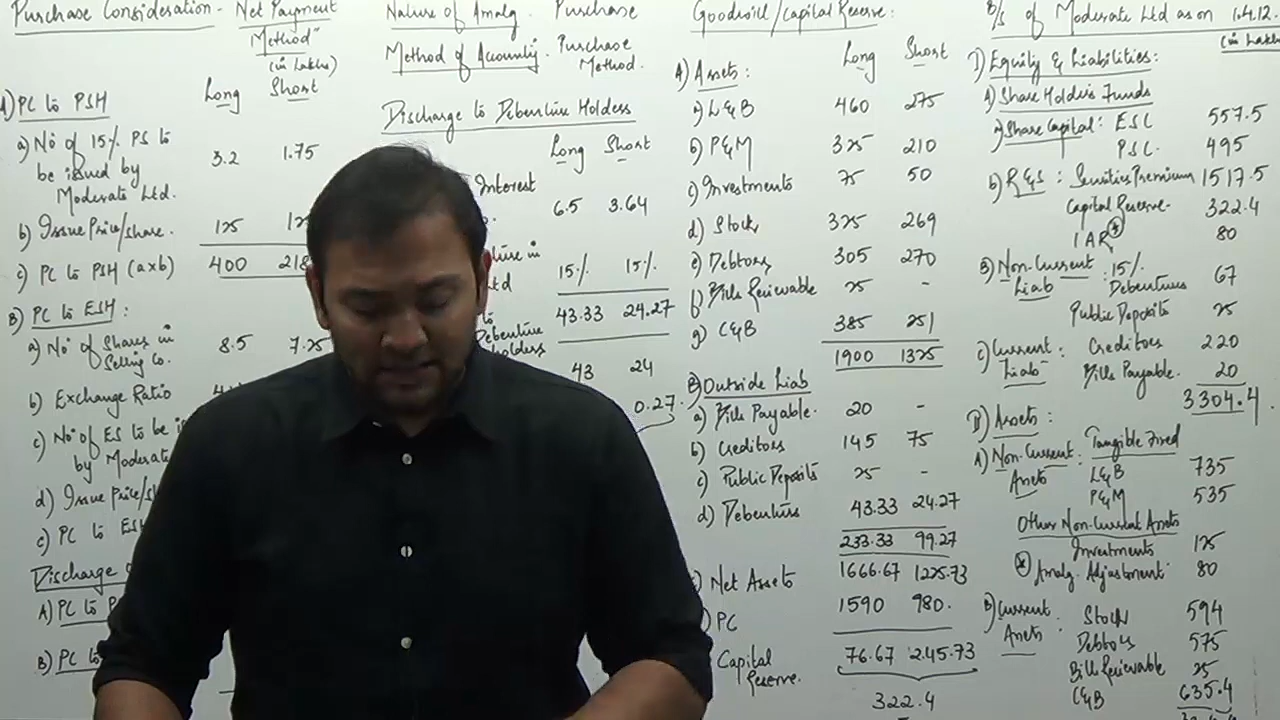 Purchase Consideration - Net Payment
Method"
(in Lakhs)
Long Short
A) PC to PSH
a) No of 15% PS to
be issued by
Moderate Ltd.
3.2 1.75
b) Issue Price/share. 125
c) PC to PSH (axb) 400
B) PC to ESH:
a) No of Shares in
Selling Co.
8.5 7.25
b) Exchange Ratio
c) No of ES to be
by Moderate
d) Issue Price/
c) PC to ESH
Discharge
A) PC to
B) PC to
Nature of Amalg. Purchase
Method of Accounting. Purchase
Method.
Discharge to Debenture Holders
Long Short
Interest
6.5 3.64
in
Ltd
15% 15%
to
Debenture
holders
43.33 24.27
43 24
0.27.
Goodwill/Capital Reserve:
Long Short
A) Assets:
a) L&B 460 275
b) P&M 325 210
c) Investments 75 50
d) Stock 325 269
e) Debtors 305 270
f) Bills Receivable 25 -
g) C&B 385 251
1900 1325
B) Outside Liab
a) Bills Payable. 20 -
b) Creditors 145 75
c) Public Deposits 25 -
d) Debentures 43.33 24.27
233.33 99.27
Net Assets 1666.67 1225.73
PC 1590 980.
Capital
Reserve.
76.67 245.73
322.4
B/S of Moderate Ltd as on 1.4.12.
(in Lakhs)
I) Equity & Liabilities:
A) Share Holders Funds
a) Share Capital: ESC 557.5
PSC. 495
b) R&S: Securities Premium 1517.5
Capital Reserve. 322.4
IAR * 80
B) Non-Current
Liab
: 15%
Debentures
67
Public Deposits 25
C) Current
Liab
: Creditors 220
Bills Payable. 20
3304.4
II) Assets:
A) Non-Current
Assets
: Tangible Fixed
L&B 735
P&M 535
Other Non-Current Assets
Investments 125
* Amalg. Adjustment 80
B) Current
Assets
: Stock 594
Debtors 575
Bill Receivable 25
C&B 635.4